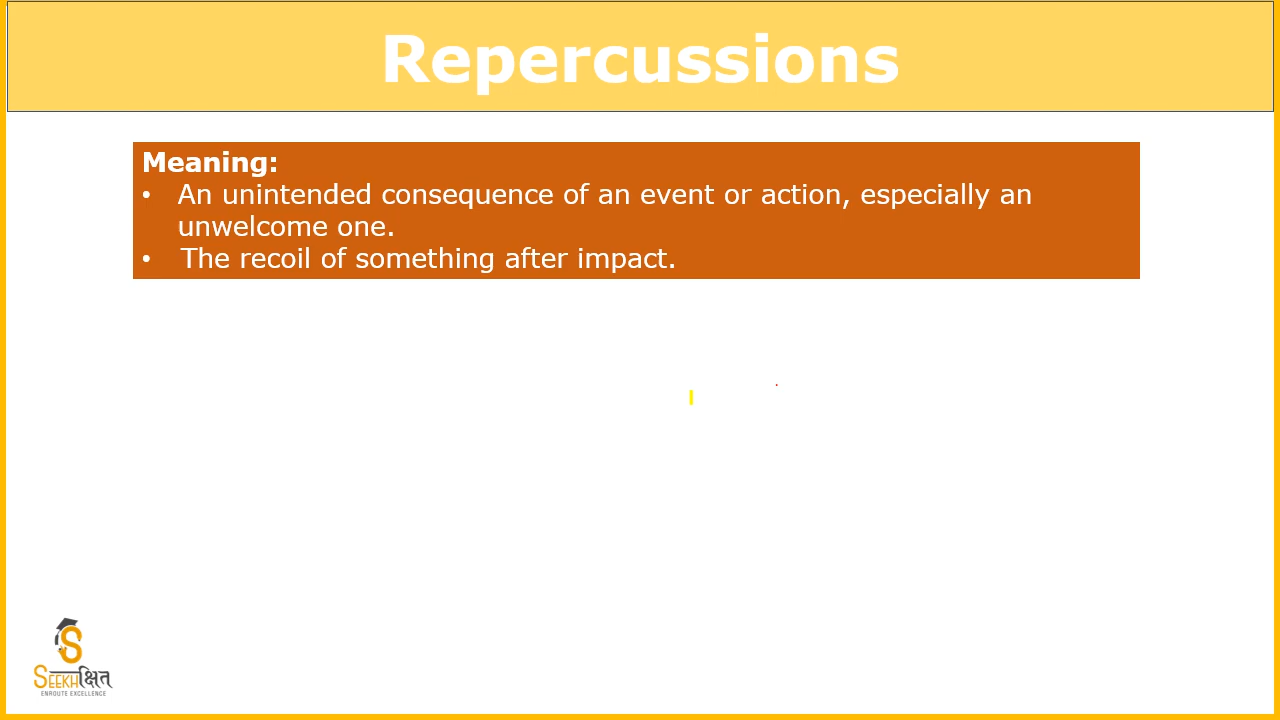 Repercussions
Meaning:
• An unintended consequence of an event or action, especially an
unwelcome one.
• The recoil of something after impact.
SEEKHक्षित्
ENROUTE EXCELLENCE